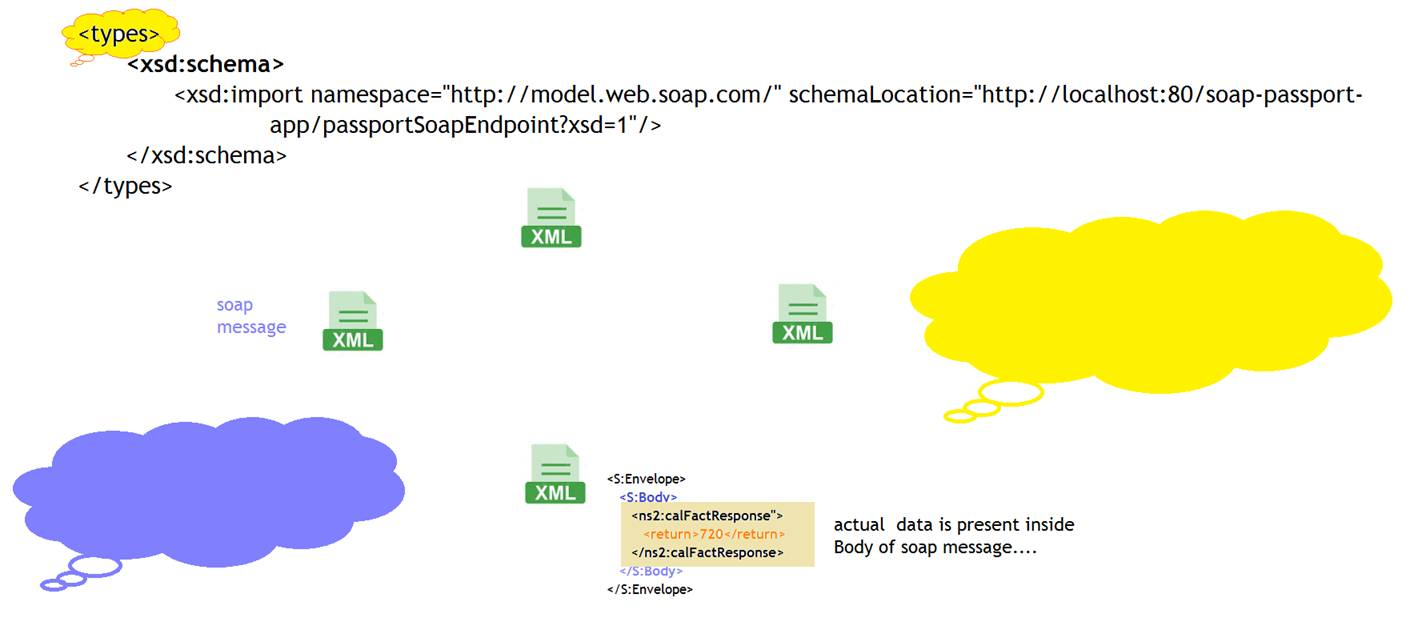 <types>
<xsd:schema>
<xsd:import namespace="http://model.web.soap.com/" schemaLocation="http://localhost:80/soap-passport-
app/passportSoapEndpoint?xsd=1"/>
</xsd:schema>
</types>
XML
XML
soap
message
XML
XML
<S:Envelope>
<S:Body>
<ns2:calFactResponse">
<return>720</return>
</ns2:calFactResponse>
</S:Body>
</S:Envelope>
actual data is present inside
Body of soap message....